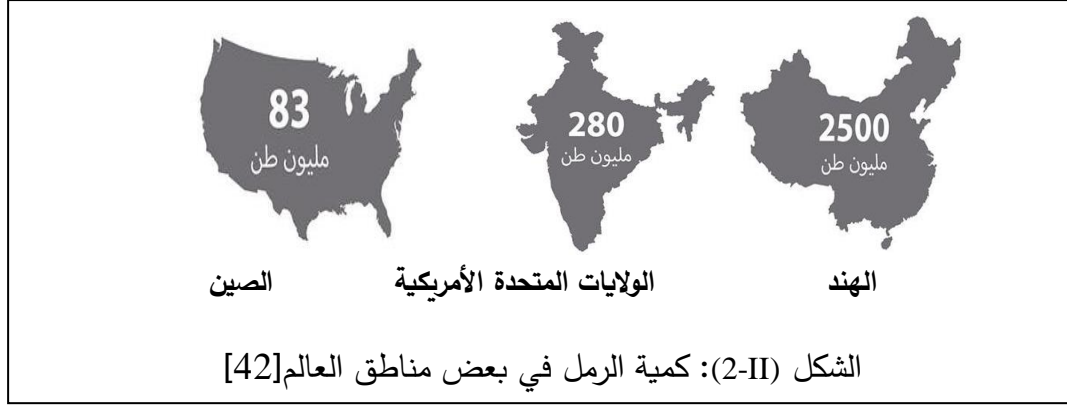 2500
مليون طن
280
مليون طن
83
مليون طن
الهند
الولايات المتحدة الأمريكية
الصين
الشكل (2-II): كمية الرمل في بعض مناطق العالم[42]